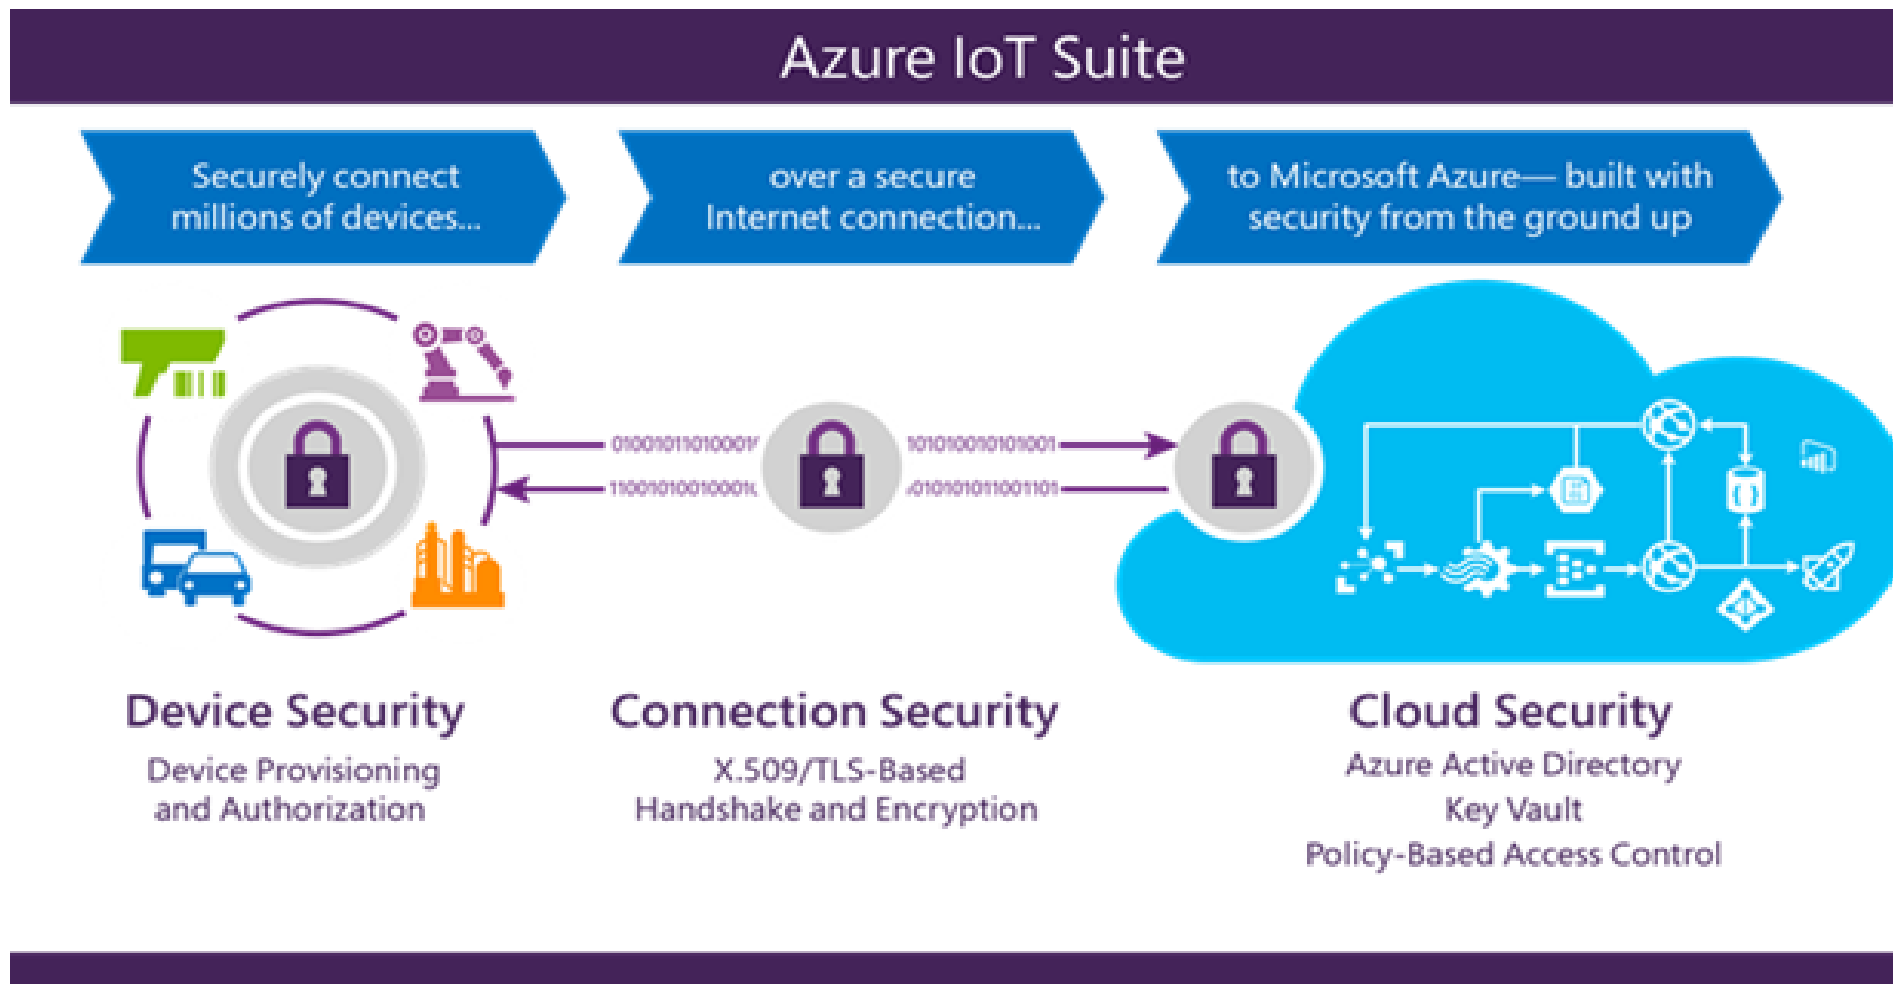 Azure IoT Suite
Securely connect
millions of devices...
over a secure
Internet connection...
to Microsoft Azure— built with
security from the ground up
Device Security
Device Provisioning
and Authorization
Connection Security
X.509/TLS-Based
Handshake and Encryption
Cloud Security
Azure Active Directory
Key Vault
Policy-Based Access Control